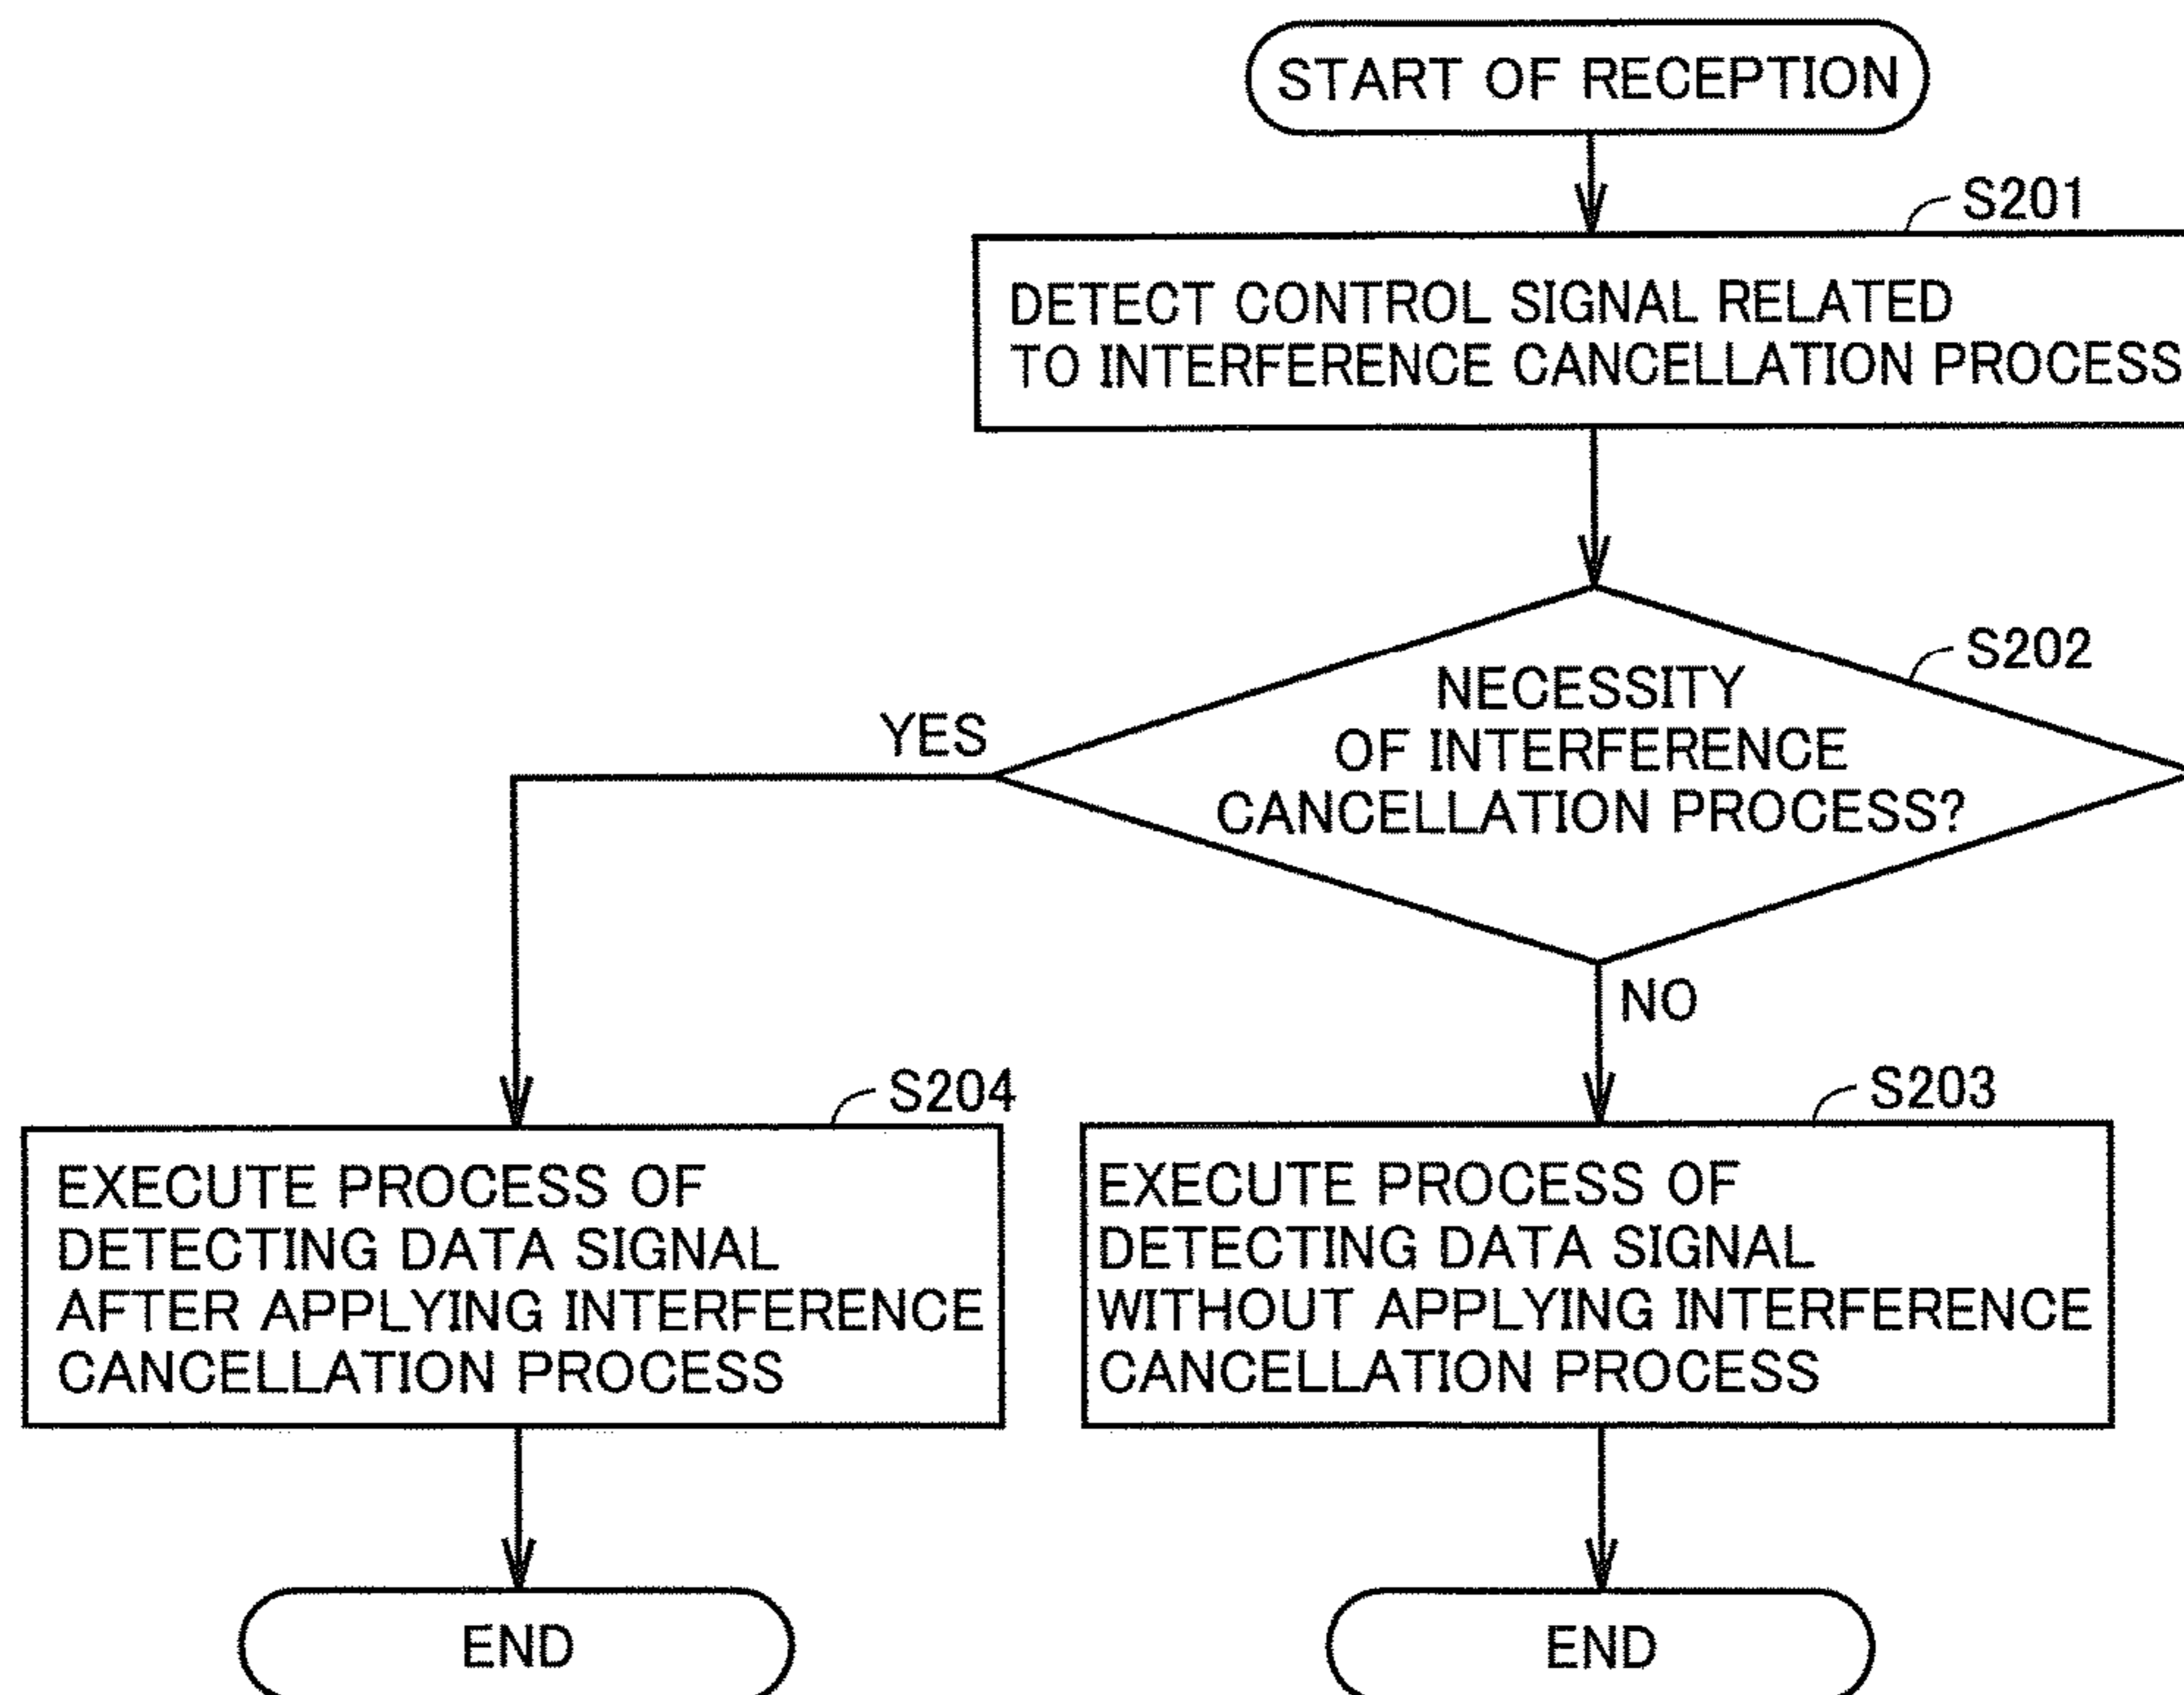 START OF RECEPTION
S201
DETECT CONTROL SIGNAL RELATED
TO INTERFERENCE CANCELLATION PROCESS
S202
NECESSITY
OF INTERFERENCE
CANCELLATION PROCESS?
YES
NO
S204
EXECUTE PROCESS OF
DETECTING DATA SIGNAL
AFTER APPLYING INTERFERENCE
CANCELLATION PROCESS
S203
EXECUTE PROCESS OF
DETECTING DATA SIGNAL
WITHOUT APPLYING INTERFERENCE
CANCELLATION PROCESS
END
END